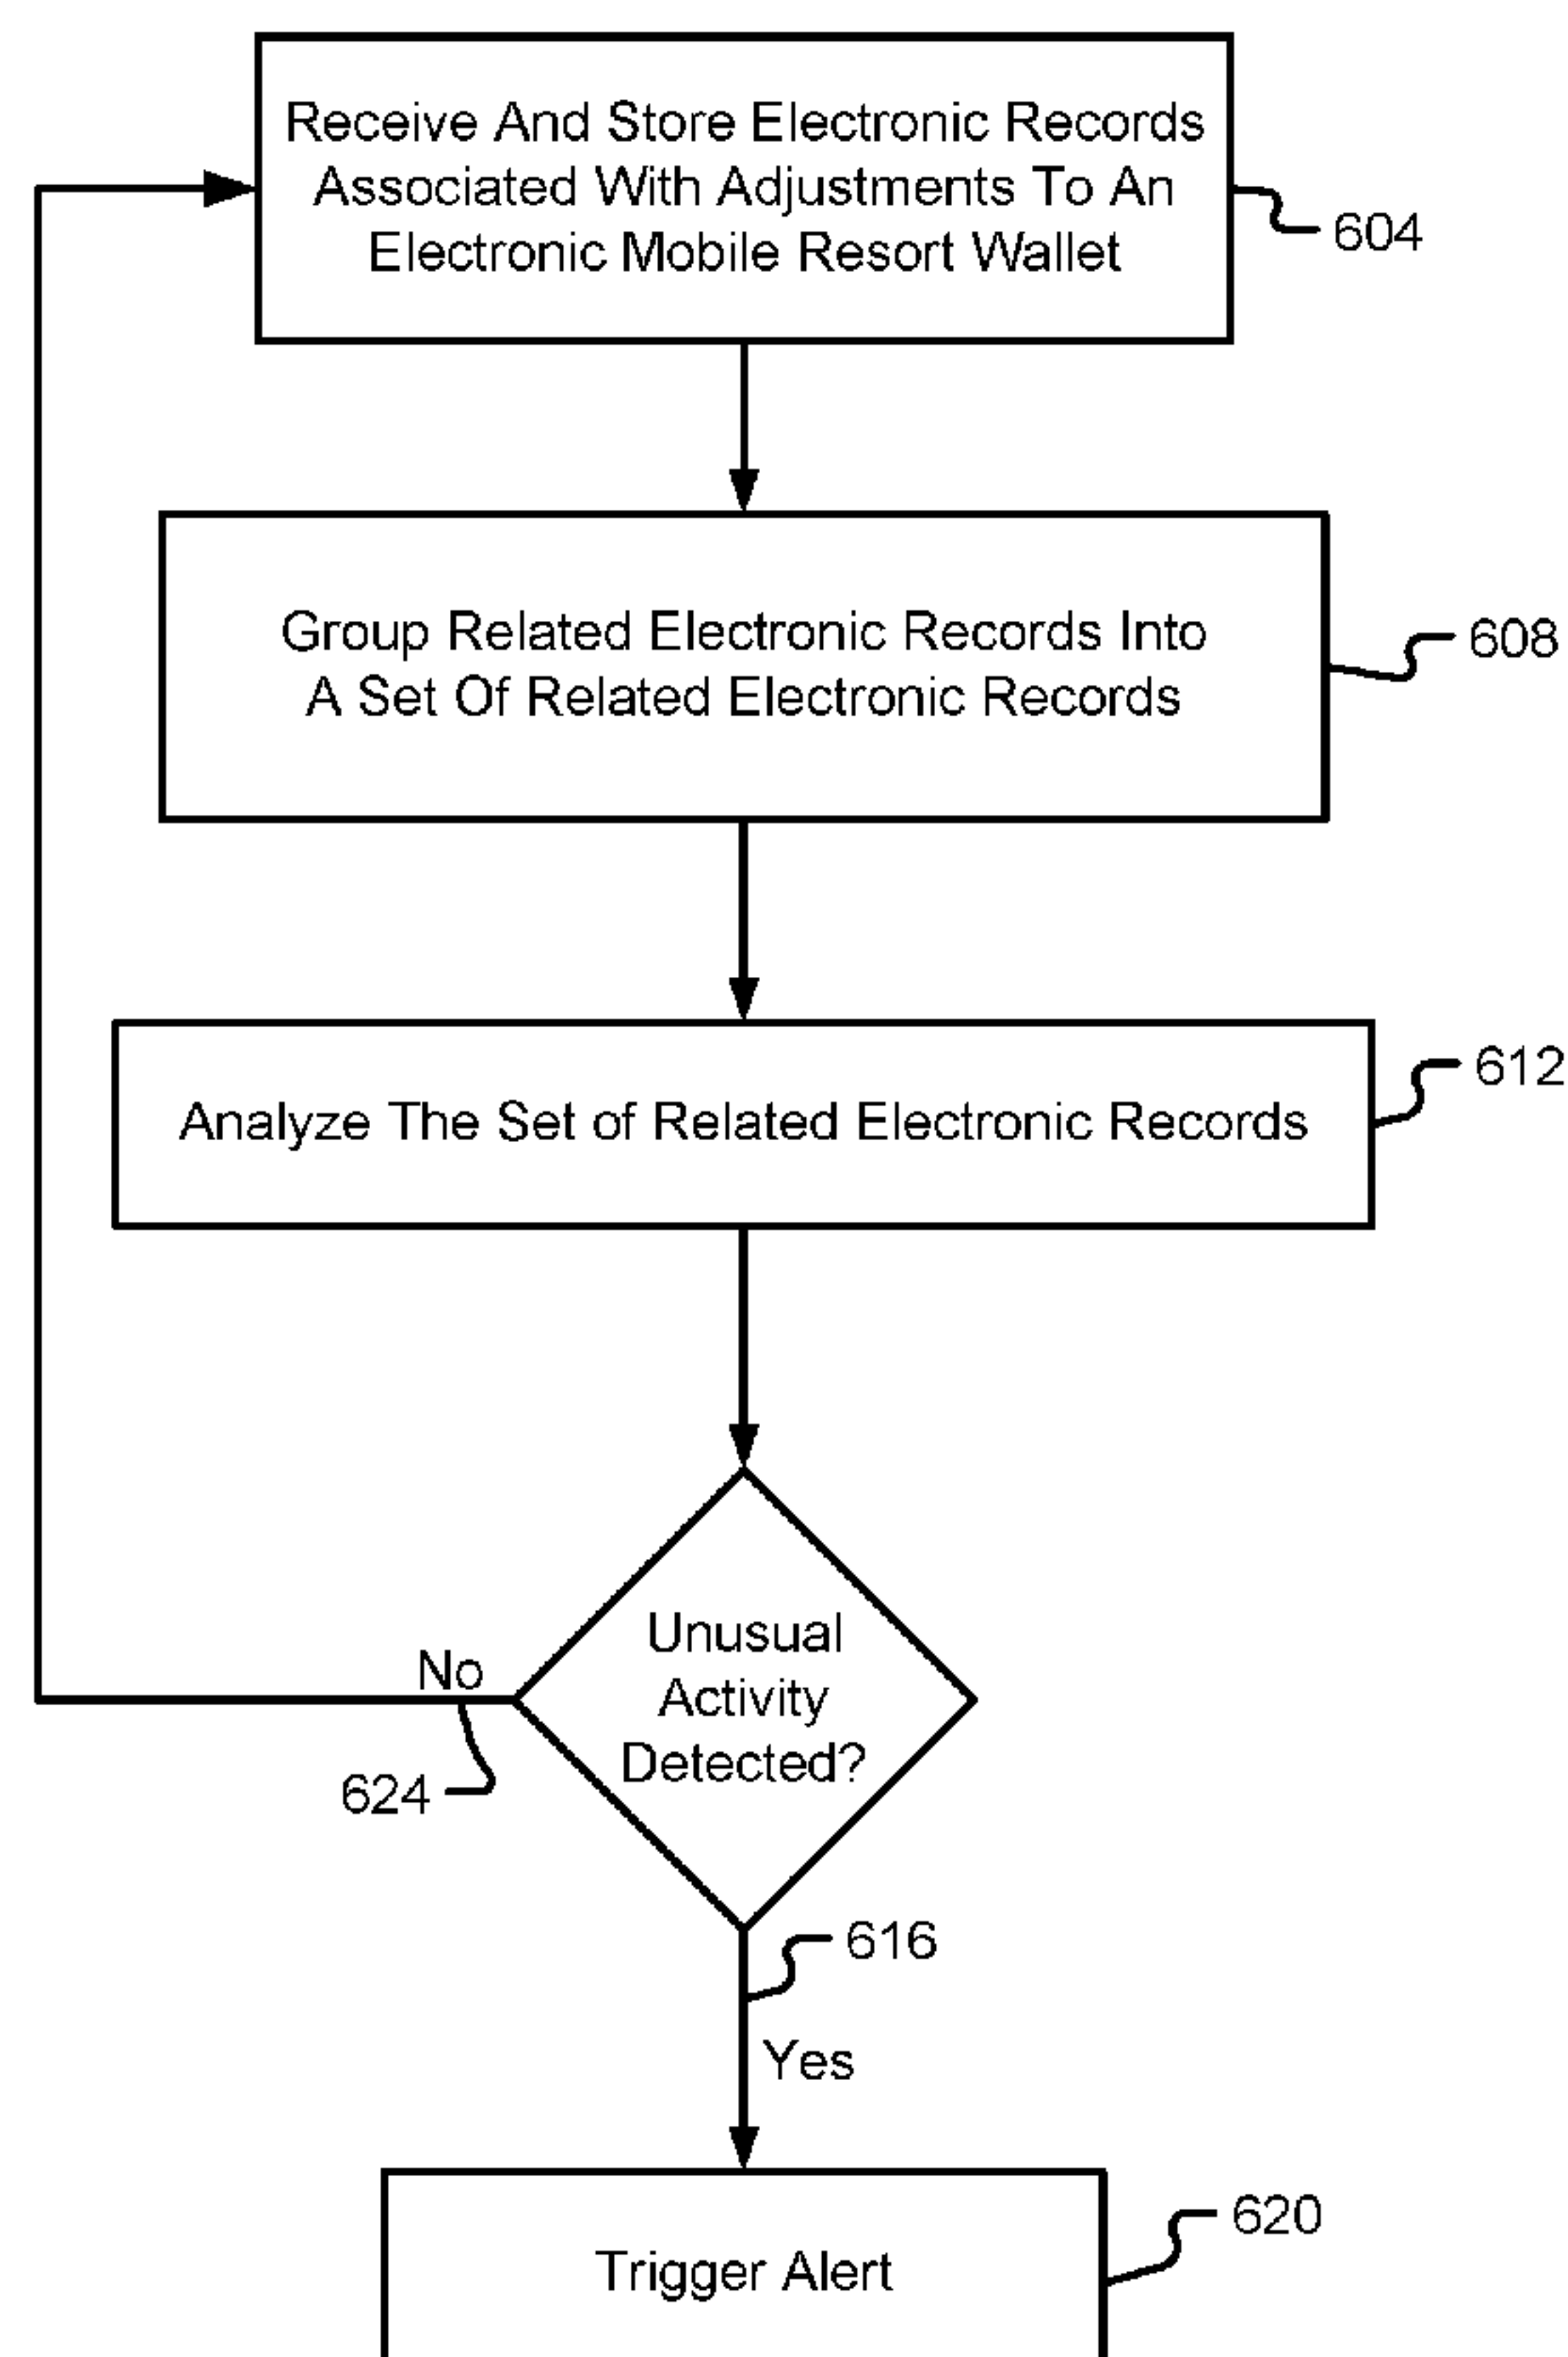 Receive And Store Electronic Records
Associated With Adjustments To An
Electronic Mobile Resort Wallet
604
Group Related Electronic Records Into
A Set Of Related Electronic Records
608
Analyze The Set of Related Electronic Records
612
Unusual
Activity
Detected?
No
624
616
Yes
Trigger Alert
620